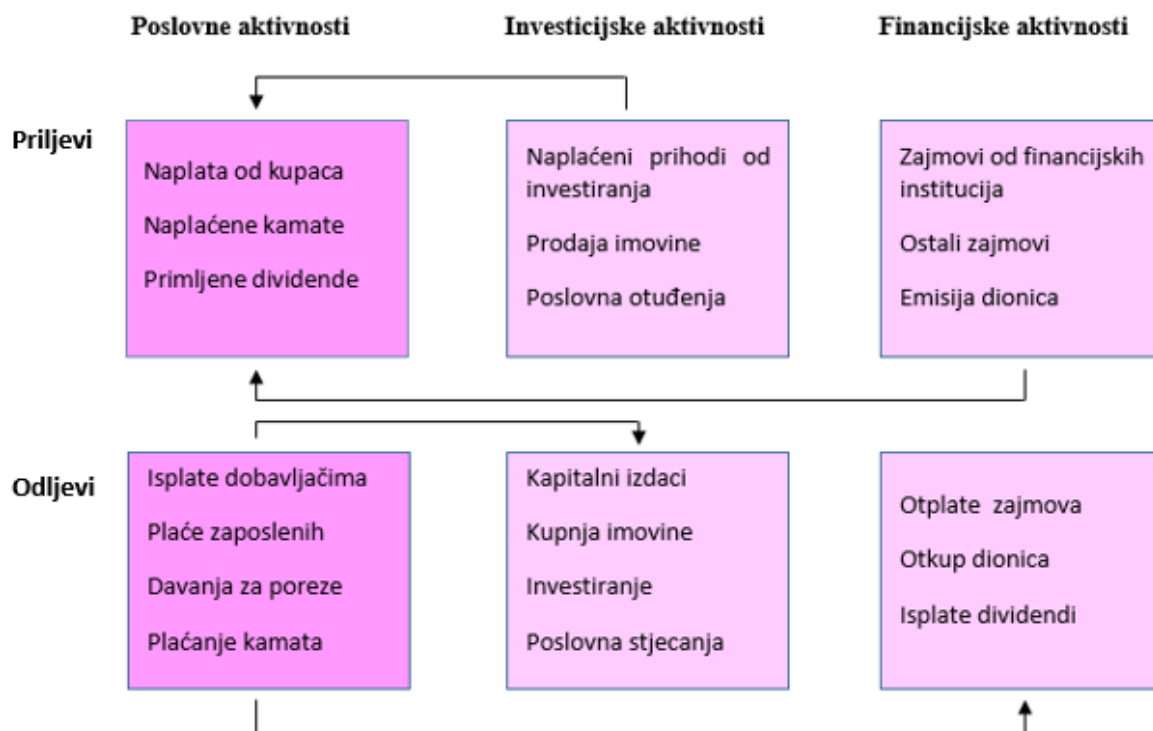 Poslovne aktivnosti
Investicijske aktivnosti
Financijske aktivnosti
Priljevi
Naplata od kupaca
Naplaćene kamate
Primljene dividende
Naplaćeni prihodi od
investiranja
Prodaja imovine
Poslovna otuđenja
Zajmovi od financijskih
institucija
Ostali zajmovi
Emisija dionica
Odljevi
Isplate dobavljačima
Plaće zaposlenih
Davanja za poreze
Plaćanje kamata
Kapitalni izdaci
Kupnja imovine
Investiranje
Poslovna stjecanja
Otplate zajmova
Otkup dionica
Isplate dividendi